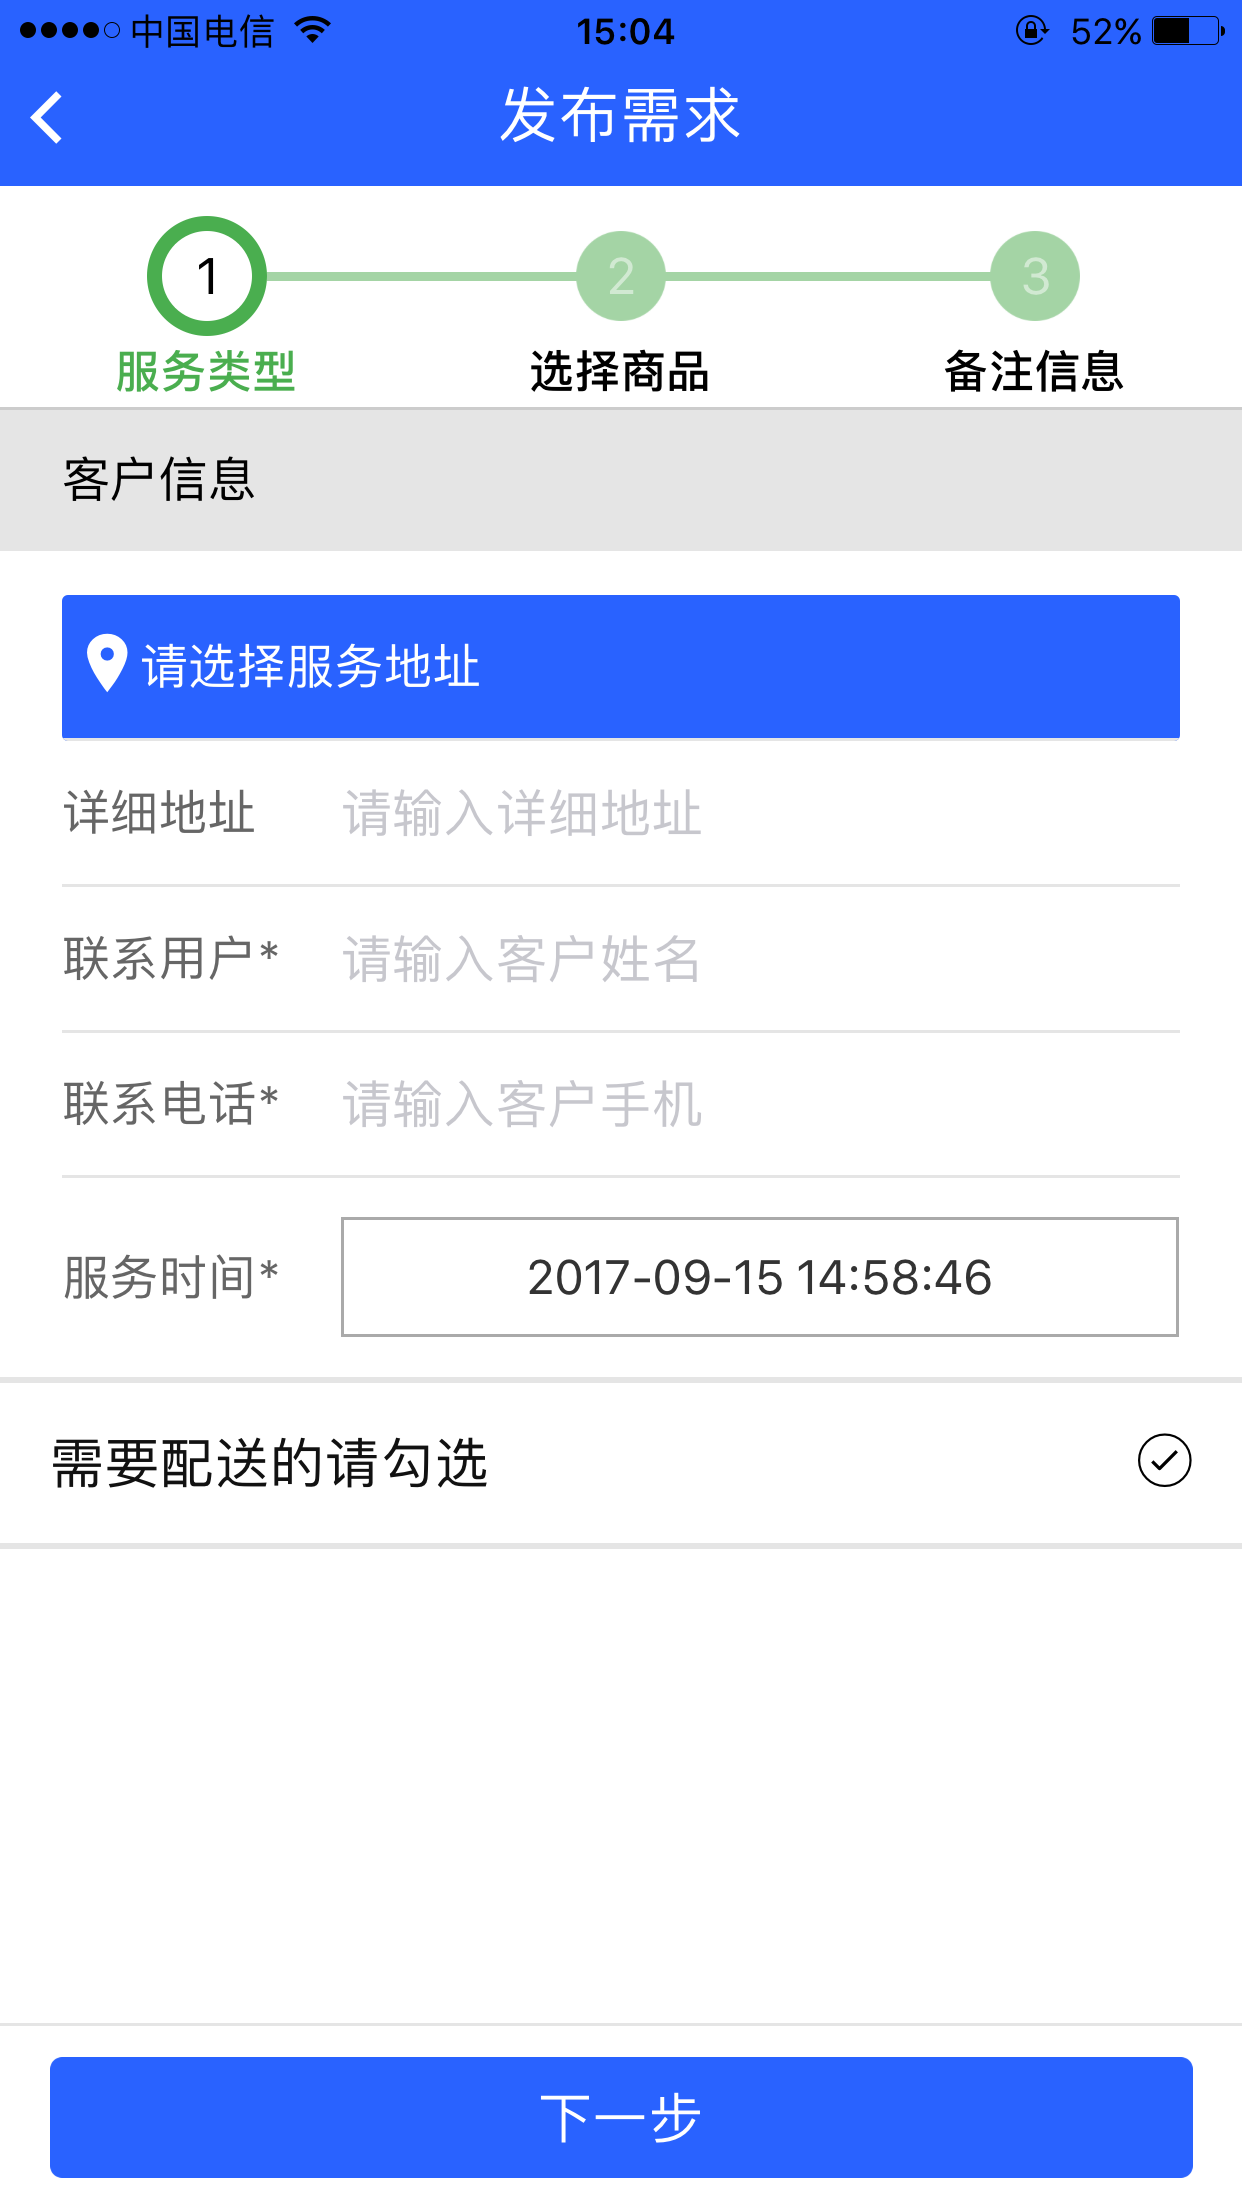 中国电信 15:04 52%
发布需求
1 2 3
服务类型 选择商品 备注信息
客户信息
请选择服务地址
详细地址 请输入详细地址
联系用户* 请输入客户姓名
联系电话* 请输入客户手机
服务时间* 2017-09-15 14:58:46
需要配送的请勾选
下一步